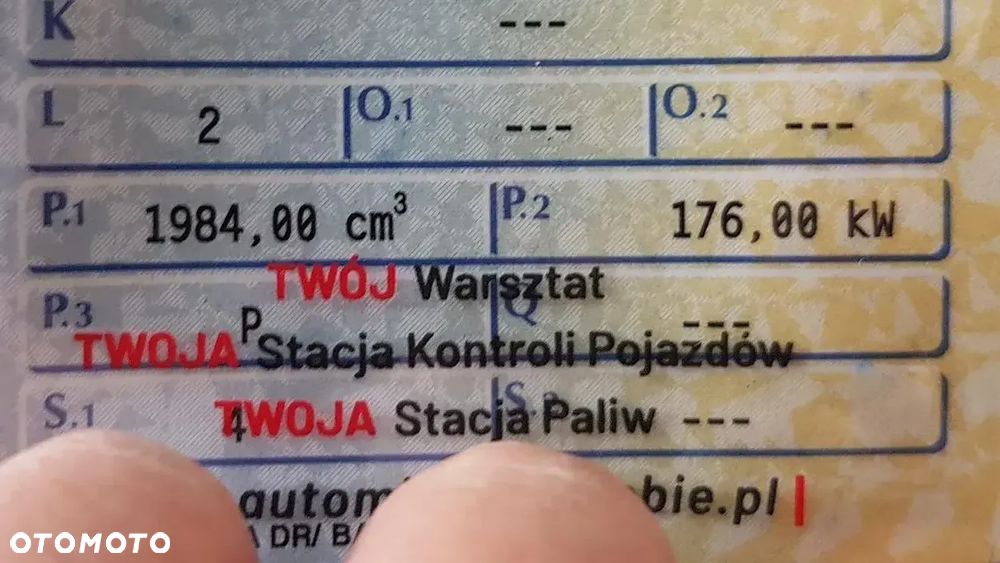 K ---
L 2 O.1 --- O.2 ---
P.1 1984,00 cm³ P.2 176,00 kW
TWÓJ Warsztat
P.3 P Q ---
TWOJA Stacja Kontroli Pojazdów
S.1 4 TWOJA Stacja Paliw S.2 ---
bie.pl
DR/
OTOMOTO